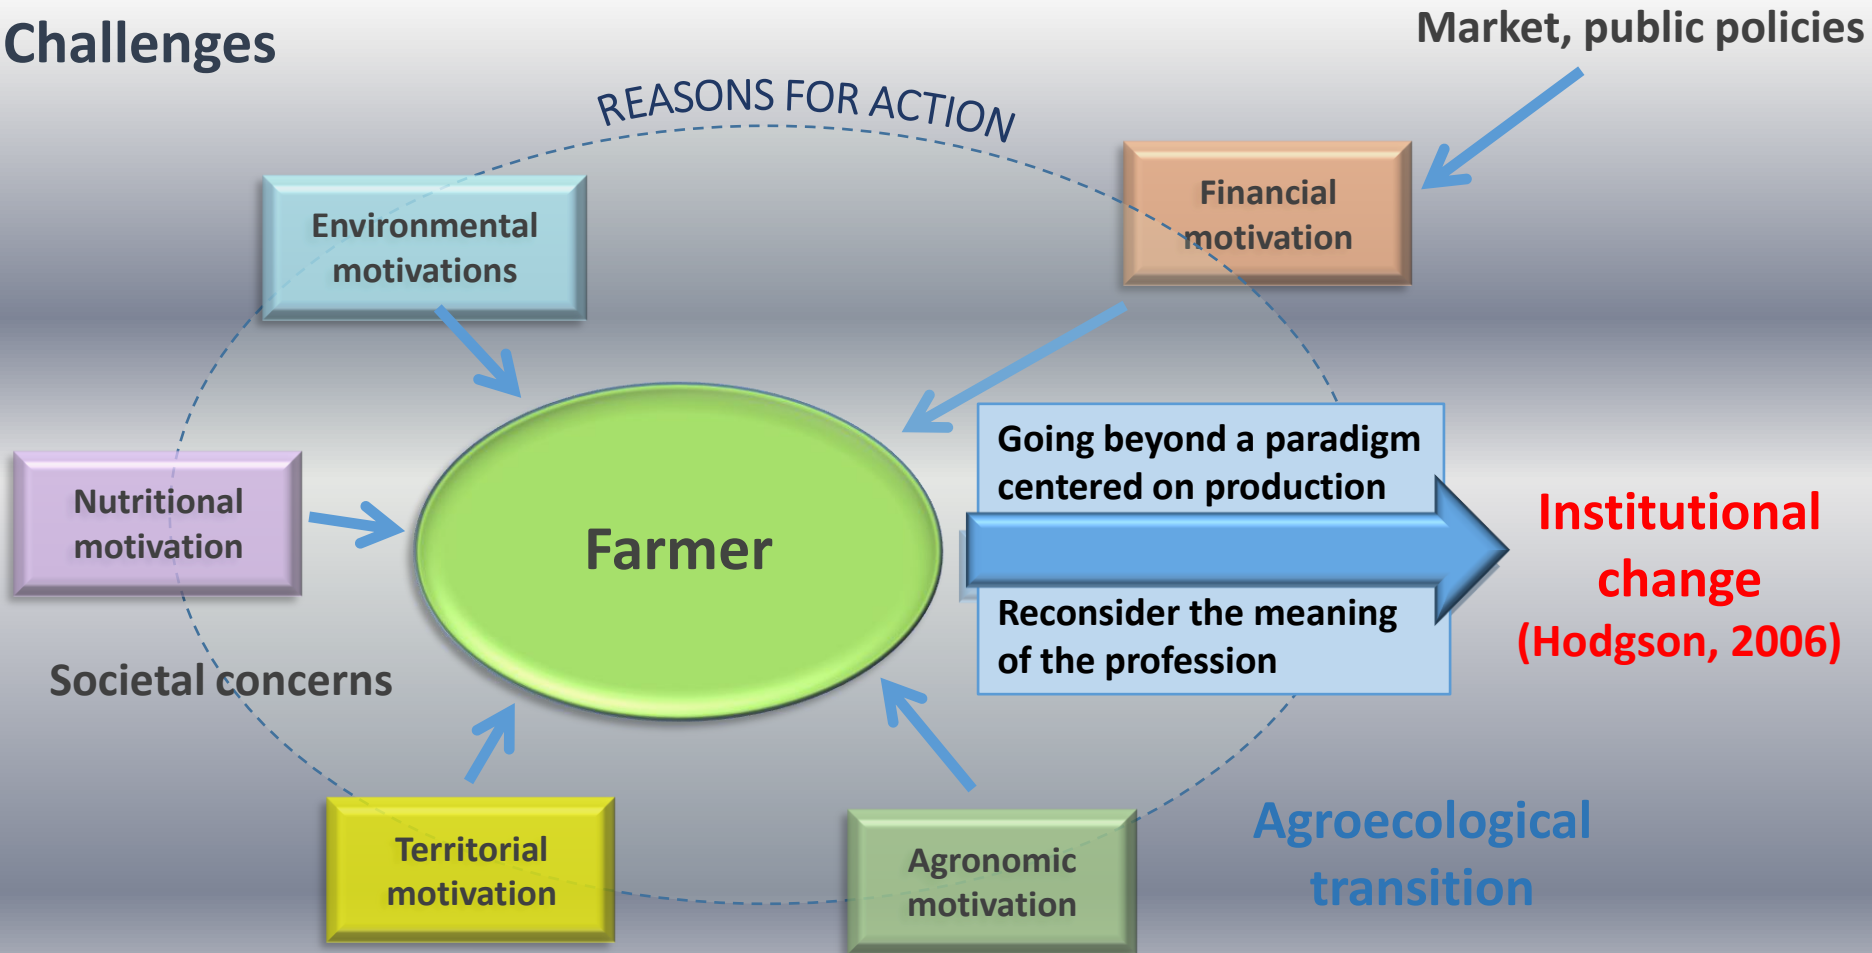 Challenges
Market, public policies
REASONS FOR ACTION
Environmental
motivations
Financial
motivation
Going beyond a paradigm
centered on production
Nutritional
motivation
Farmer
Institutional
change
(Hodgson, 2006)
Reconsider the meaning
of the profession
Societal concerns
Territorial
motivation
Agronomic
motivation
Agroecological
transition